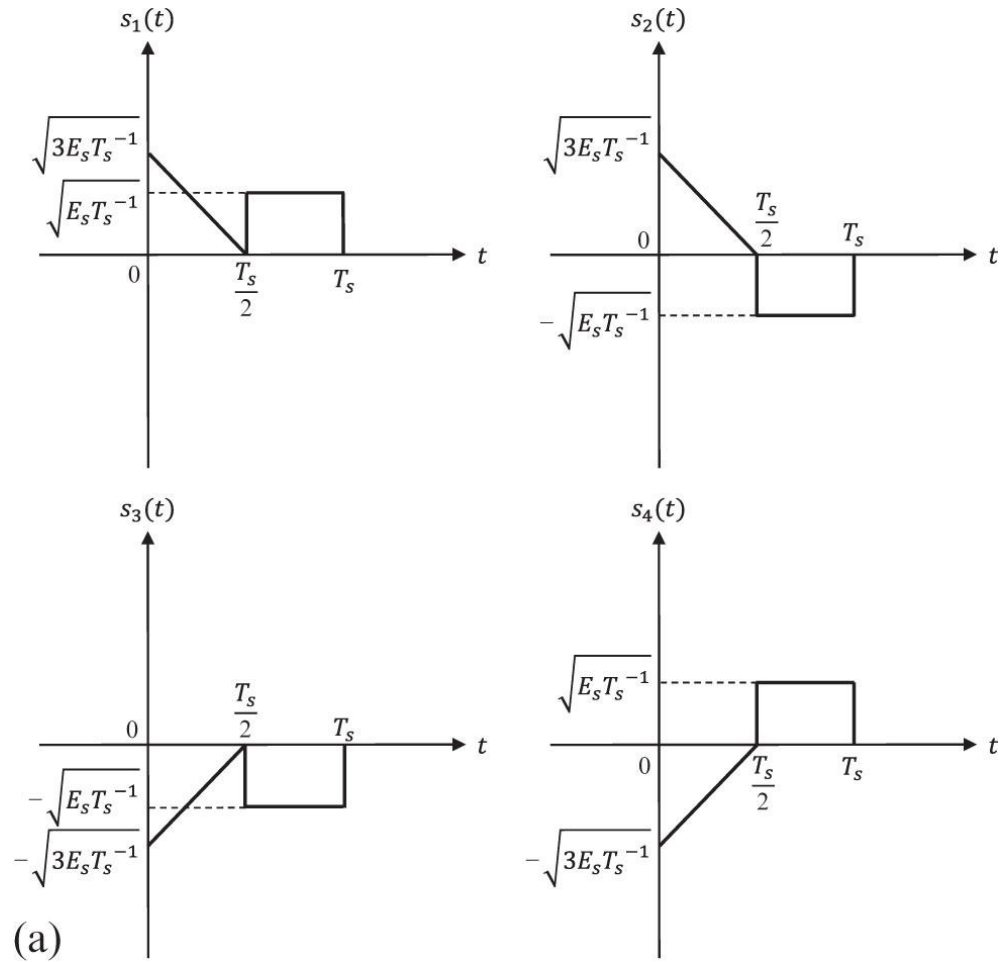 s₁(t)
√3EₛTₛ⁻¹
√EₛTₛ⁻¹
0
Tₛ/2
Tₛ
t
s₂(t)
√3EₛTₛ⁻¹
0
Tₛ/2
Tₛ
t
−√EₛTₛ⁻¹
s₃(t)
0
Tₛ/2
Tₛ
t
−√EₛTₛ⁻¹
−√3EₛTₛ⁻¹
s₄(t)
√EₛTₛ⁻¹
0
Tₛ/2
Tₛ
t
−√3EₛTₛ⁻¹
(a)